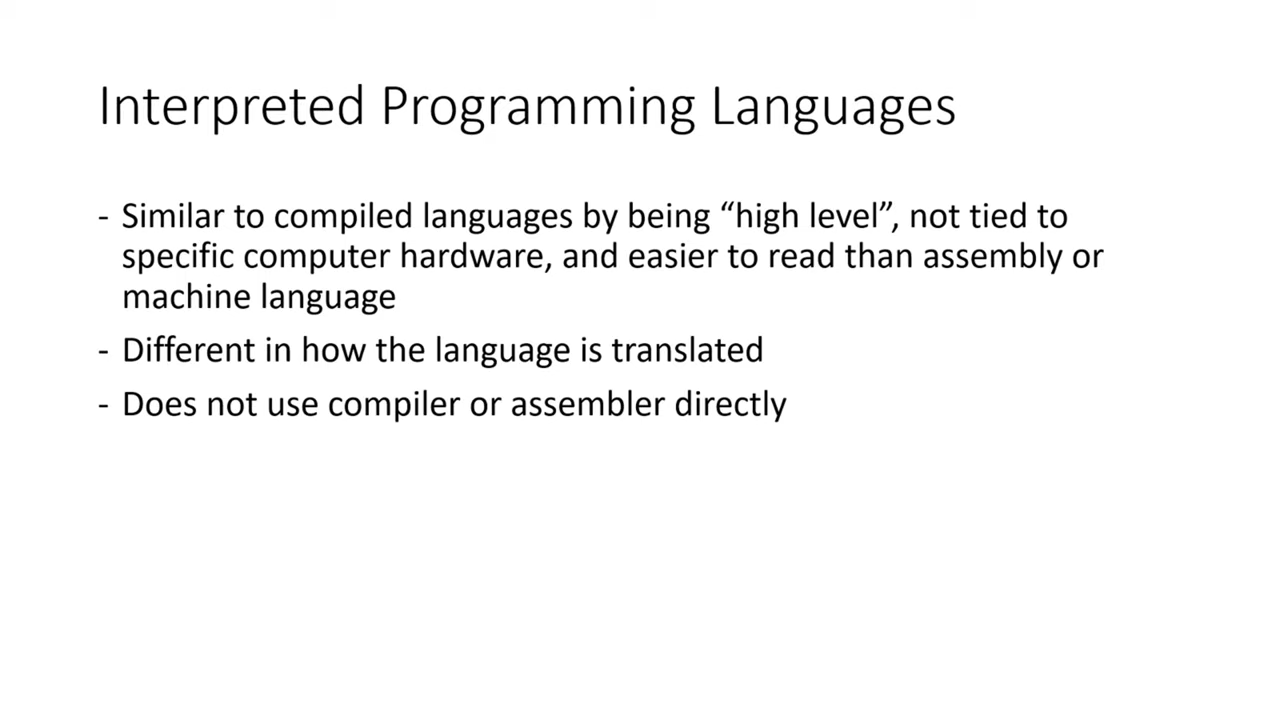 Interpreted Programming Languages
- Similar to compiled languages by being “high level”, not tied to
specific computer hardware, and easier to read than assembly or
machine language
- Different in how the language is translated
- Does not use compiler or assembler directly